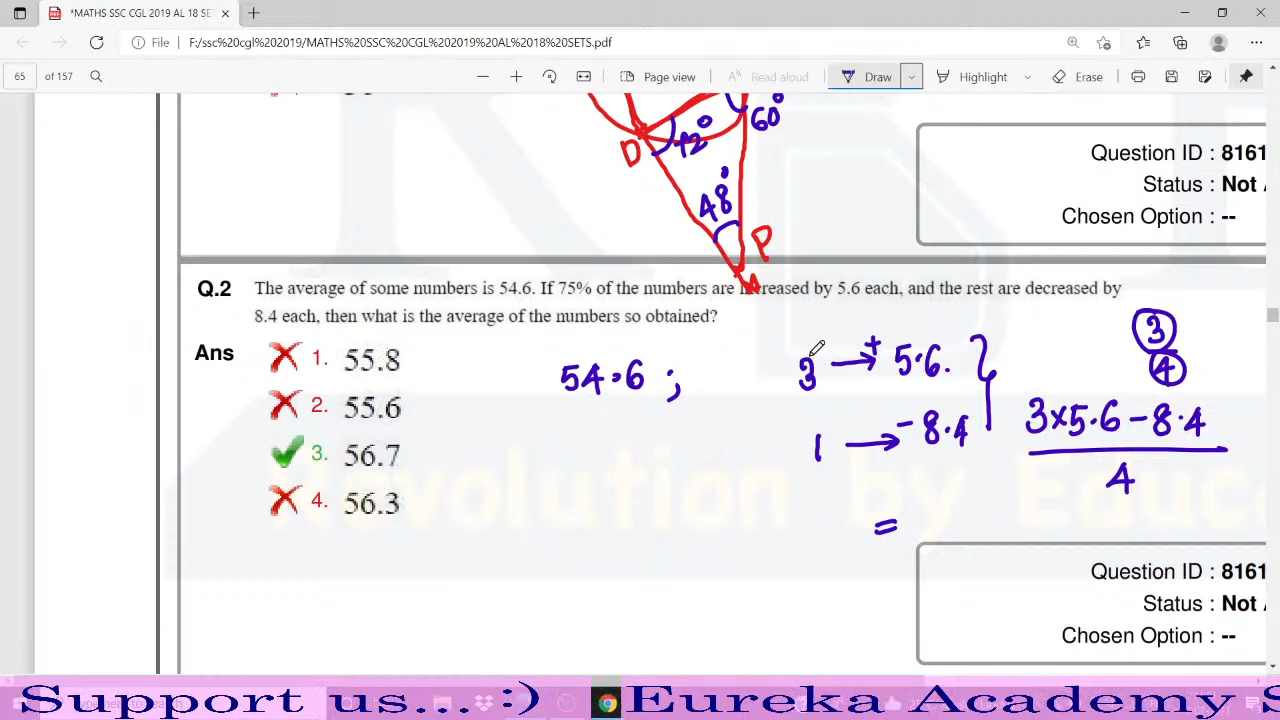 *MATHS SSC CGL 2019 AL 18 SE
File F:/ssc%20cgl%202019/MATHS%20SSC%20CGL%202019%20AL%2018%20SETS.pdf
65 of 157 Page view Read aloud Draw Highlight Erase
D 42° 60°
48°
P
Question ID : 8161
Status : Not
Chosen Option : --
Q.2 The average of some numbers is 54.6. If 75% of the numbers are increased by 5.6 each, and the rest are decreased by
8.4 each, then what is the average of the numbers so obtained?
Ans 1. 55.8
2. 55.6
3. 56.7
4. 56.3
54.6 ;
3 → + 5.6.
1 → - 8.4
3
4
3×5.6-8.4
4
=
Revolution by Educ
Question ID : 8161
Status : Not
Chosen Option : --
Support us... :) Eureka Academy S